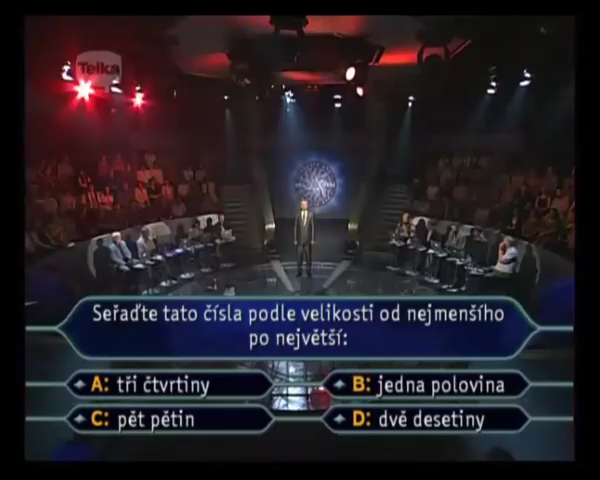 Telka
Seřaďte tato čísla podle velikosti od nejmenšího
po největší:
A: tři čtvrtiny
B: jedna polovina
C: pět pětin
D: dvě desetiny